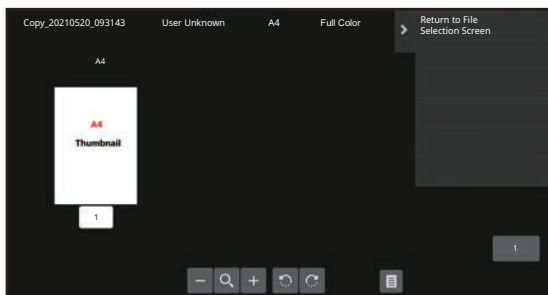 Copy_20210520_093143 User Unknown A4 Full Color
Return to File
Selection Screen
A4
A4
Thumbnail
1
1